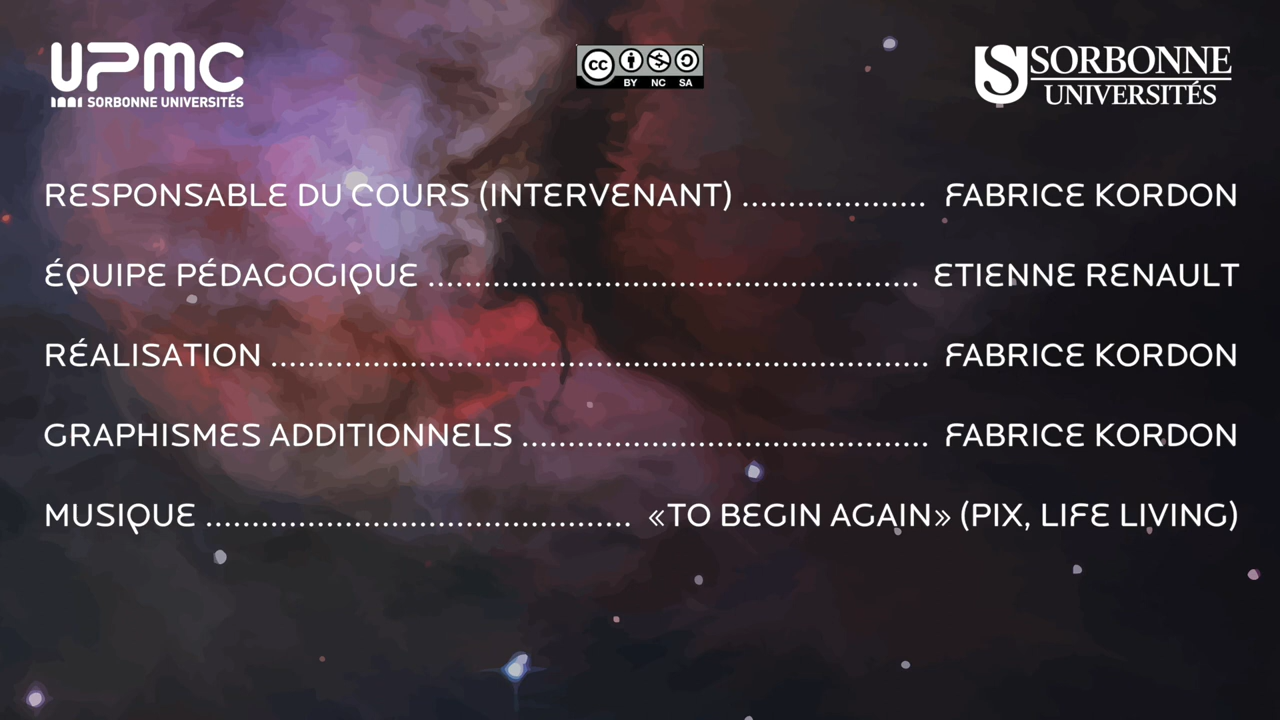 UPMC
SORBONNE UNIVERSITÉS
CC BY NC SA
SORBONNE
UNIVERSITÉS
RESPONSABLE DU COURS (INTERVENANT) .................... FABRICE KORDON
ÉQUIPE PÉDAGOGIQUE .................................................... ETIENNE RENAULT
RÉALISATION ...................................................................... FABRICE KORDON
GRAPHISMES ADDITIONNELS ........................................... FABRICE KORDON
MUSIQUE ............................................. «TO BEGIN AGAIN» (PIX, LIFE LIVING)